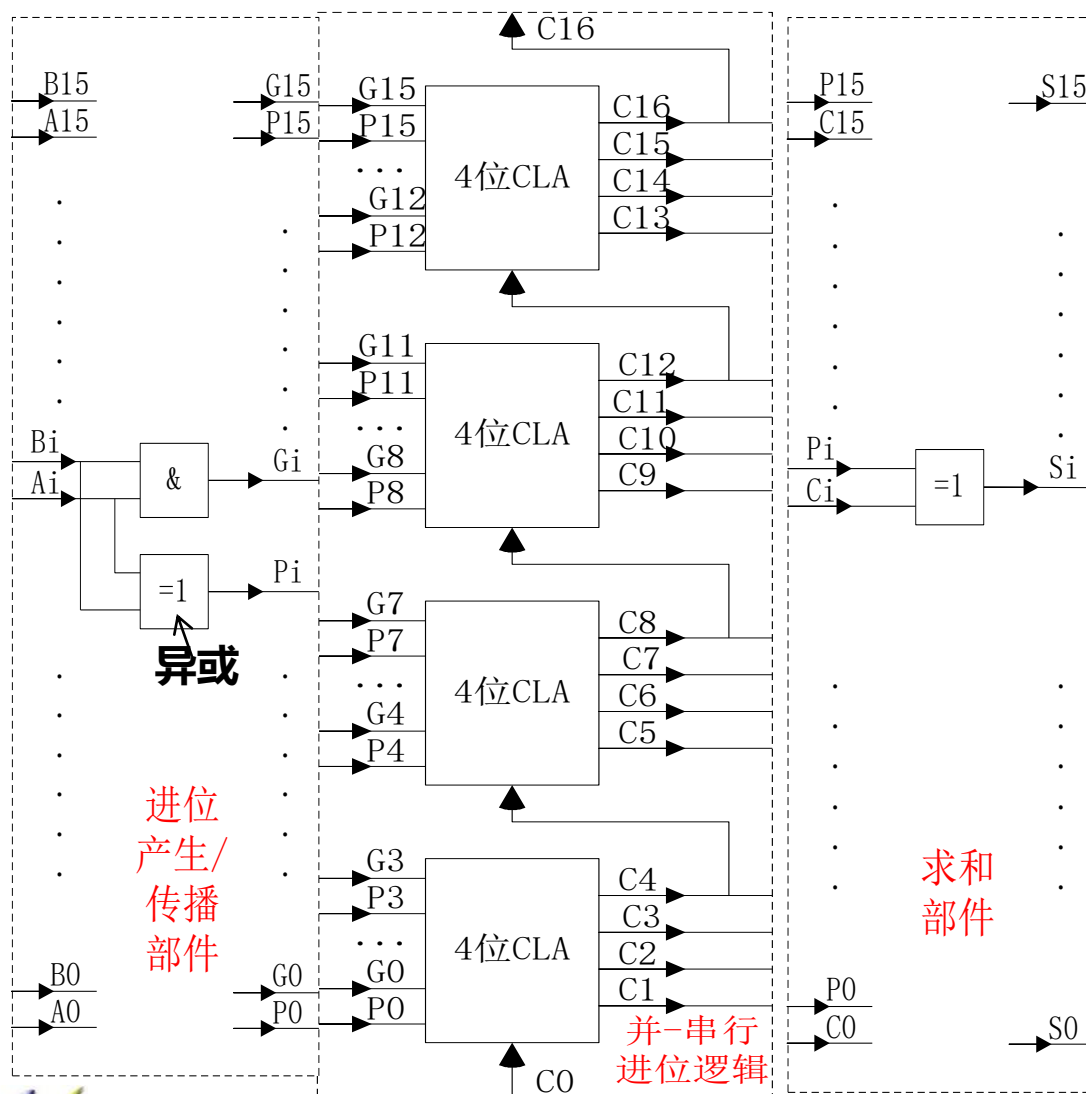 C16
B15
A15
G15
P15
G15
P15
...
G12
P12
4位CLA
C16
C15
C14
C13
P15
C15
S15
G11
P11
G8
P8
4位CLA
C12
C11
C10
C9
Bi
Ai
&
Gi
=1
Pi
异或
Pi
Ci
=1
Si
G7
P7
...
G4
P4
4位CLA
C8
C7
C6
C5
进位
产生/
传播
部件
G3
P3
...
G0
P0
4位CLA
C4
C3
C2
C1
求和
部件
B0
A0
G0
P0
并-串行
进位逻辑
C0
P0
C0
S0